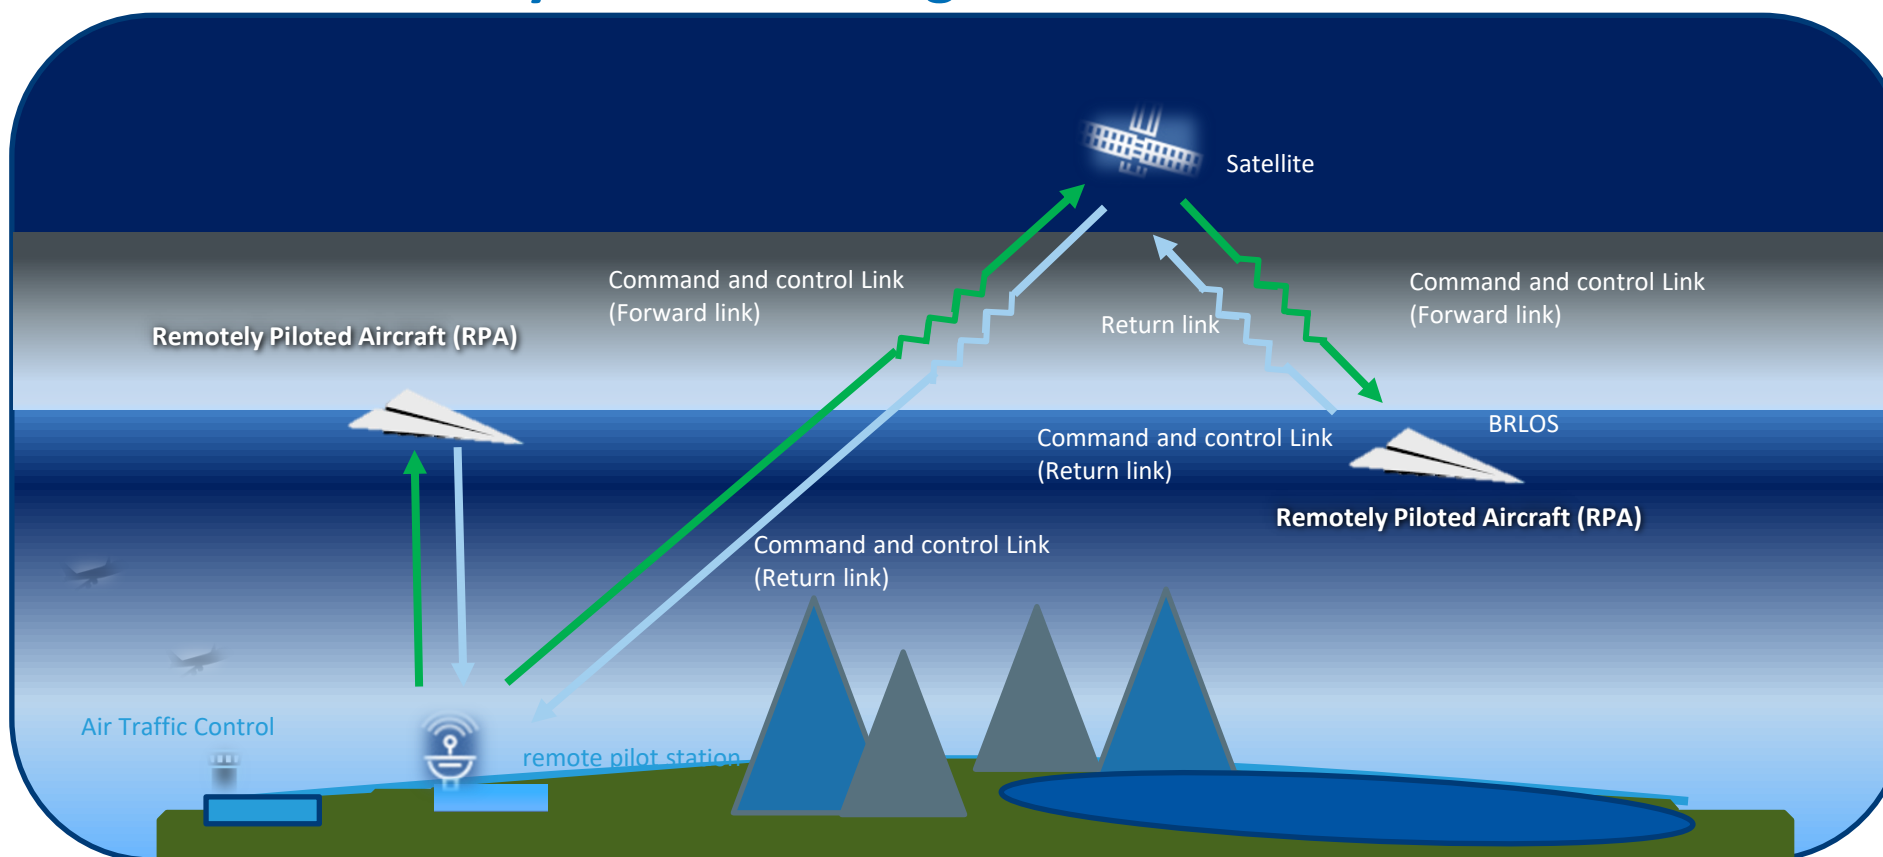 Satellite
Command and control Link
(Forward link)
Command and control Link
(Forward link)
Return link
Remotely Piloted Aircraft (RPA)
BRLOS
Command and control Link
(Return link)
Remotely Piloted Aircraft (RPA)
Command and control Link
(Return link)
Air Traffic Control
remote pilot station